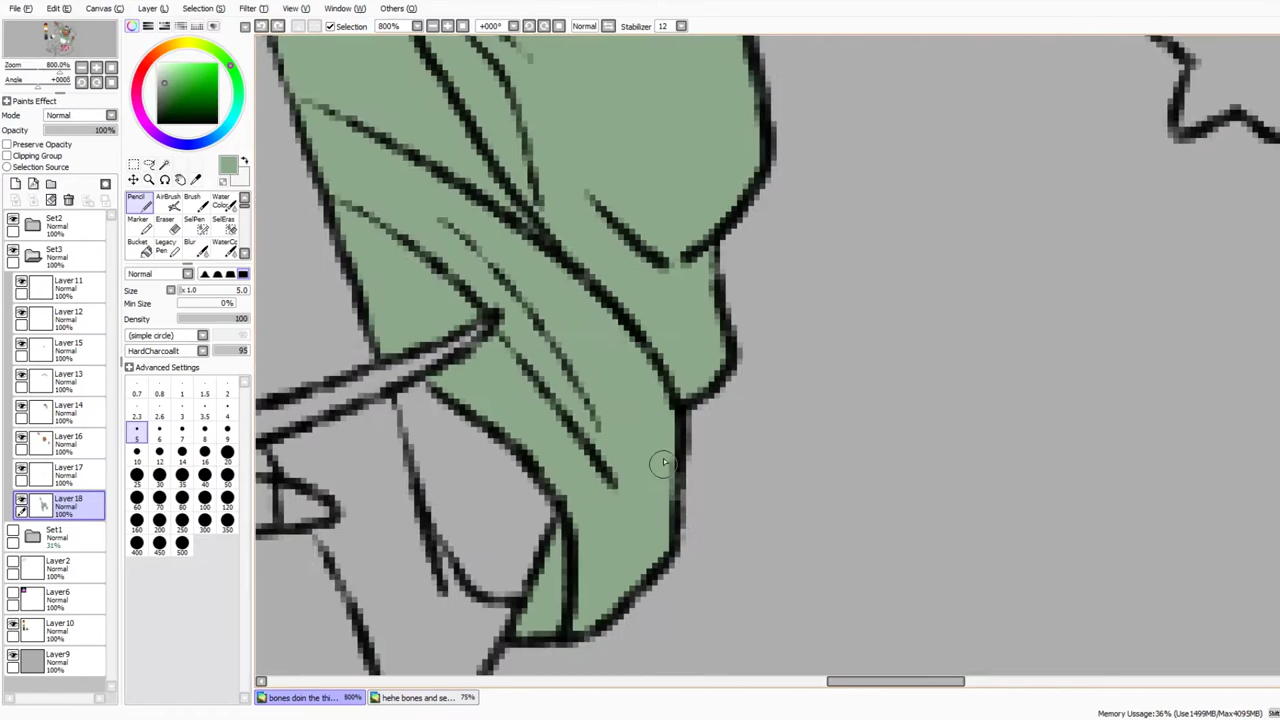 File (F) Edit (E) Canvas (C) Layer (L) Selection (S) Filter (T) View (V) Window (W) Others (O)
Selection 800% +000° Normal Stabilizer 12
Zoom 800.0%
Angle +000°
Paints Effect
Mode Normal
Opacity 100%
Preserve Opacity
Clipping Group
Selection Source
Set2
Normal
100%
Set3
Normal
100%
Layer11
Normal
100%
Layer12
Normal
100%
Layer15
Normal
100%
Layer13
Normal
100%
Layer14
Normal
100%
Layer16
Normal
100%
Layer17
Normal
100%
Layer18
Normal
100%
Set1
Normal
31%
Layer2
Normal
100%
Layer6
Normal
100%
Layer10
Normal
100%
Layer9
Normal
100%
Pencil AirBrush Brush Water Color
Marker Eraser SelPen SelEras
Bucket Legacy Pen Blur WaterCo
Normal
Size x 1.0 5.0
Min Size 0%
Density 100
(simple circle)
HardCharcoalt 95
Advanced Settings
0.7 0.8 1 1.5 2
2.3 2.6 3 3.5 4
5 6 7 8 9
10 12 14 16 20
25 30 35 40 50
60 70 80 100 120
160 200 250 300 350
400 450 500
bones doin the thi... 800% hehe bones and se... 75%
Memory Ussage:36% (Use1499MB/Max4095MB)